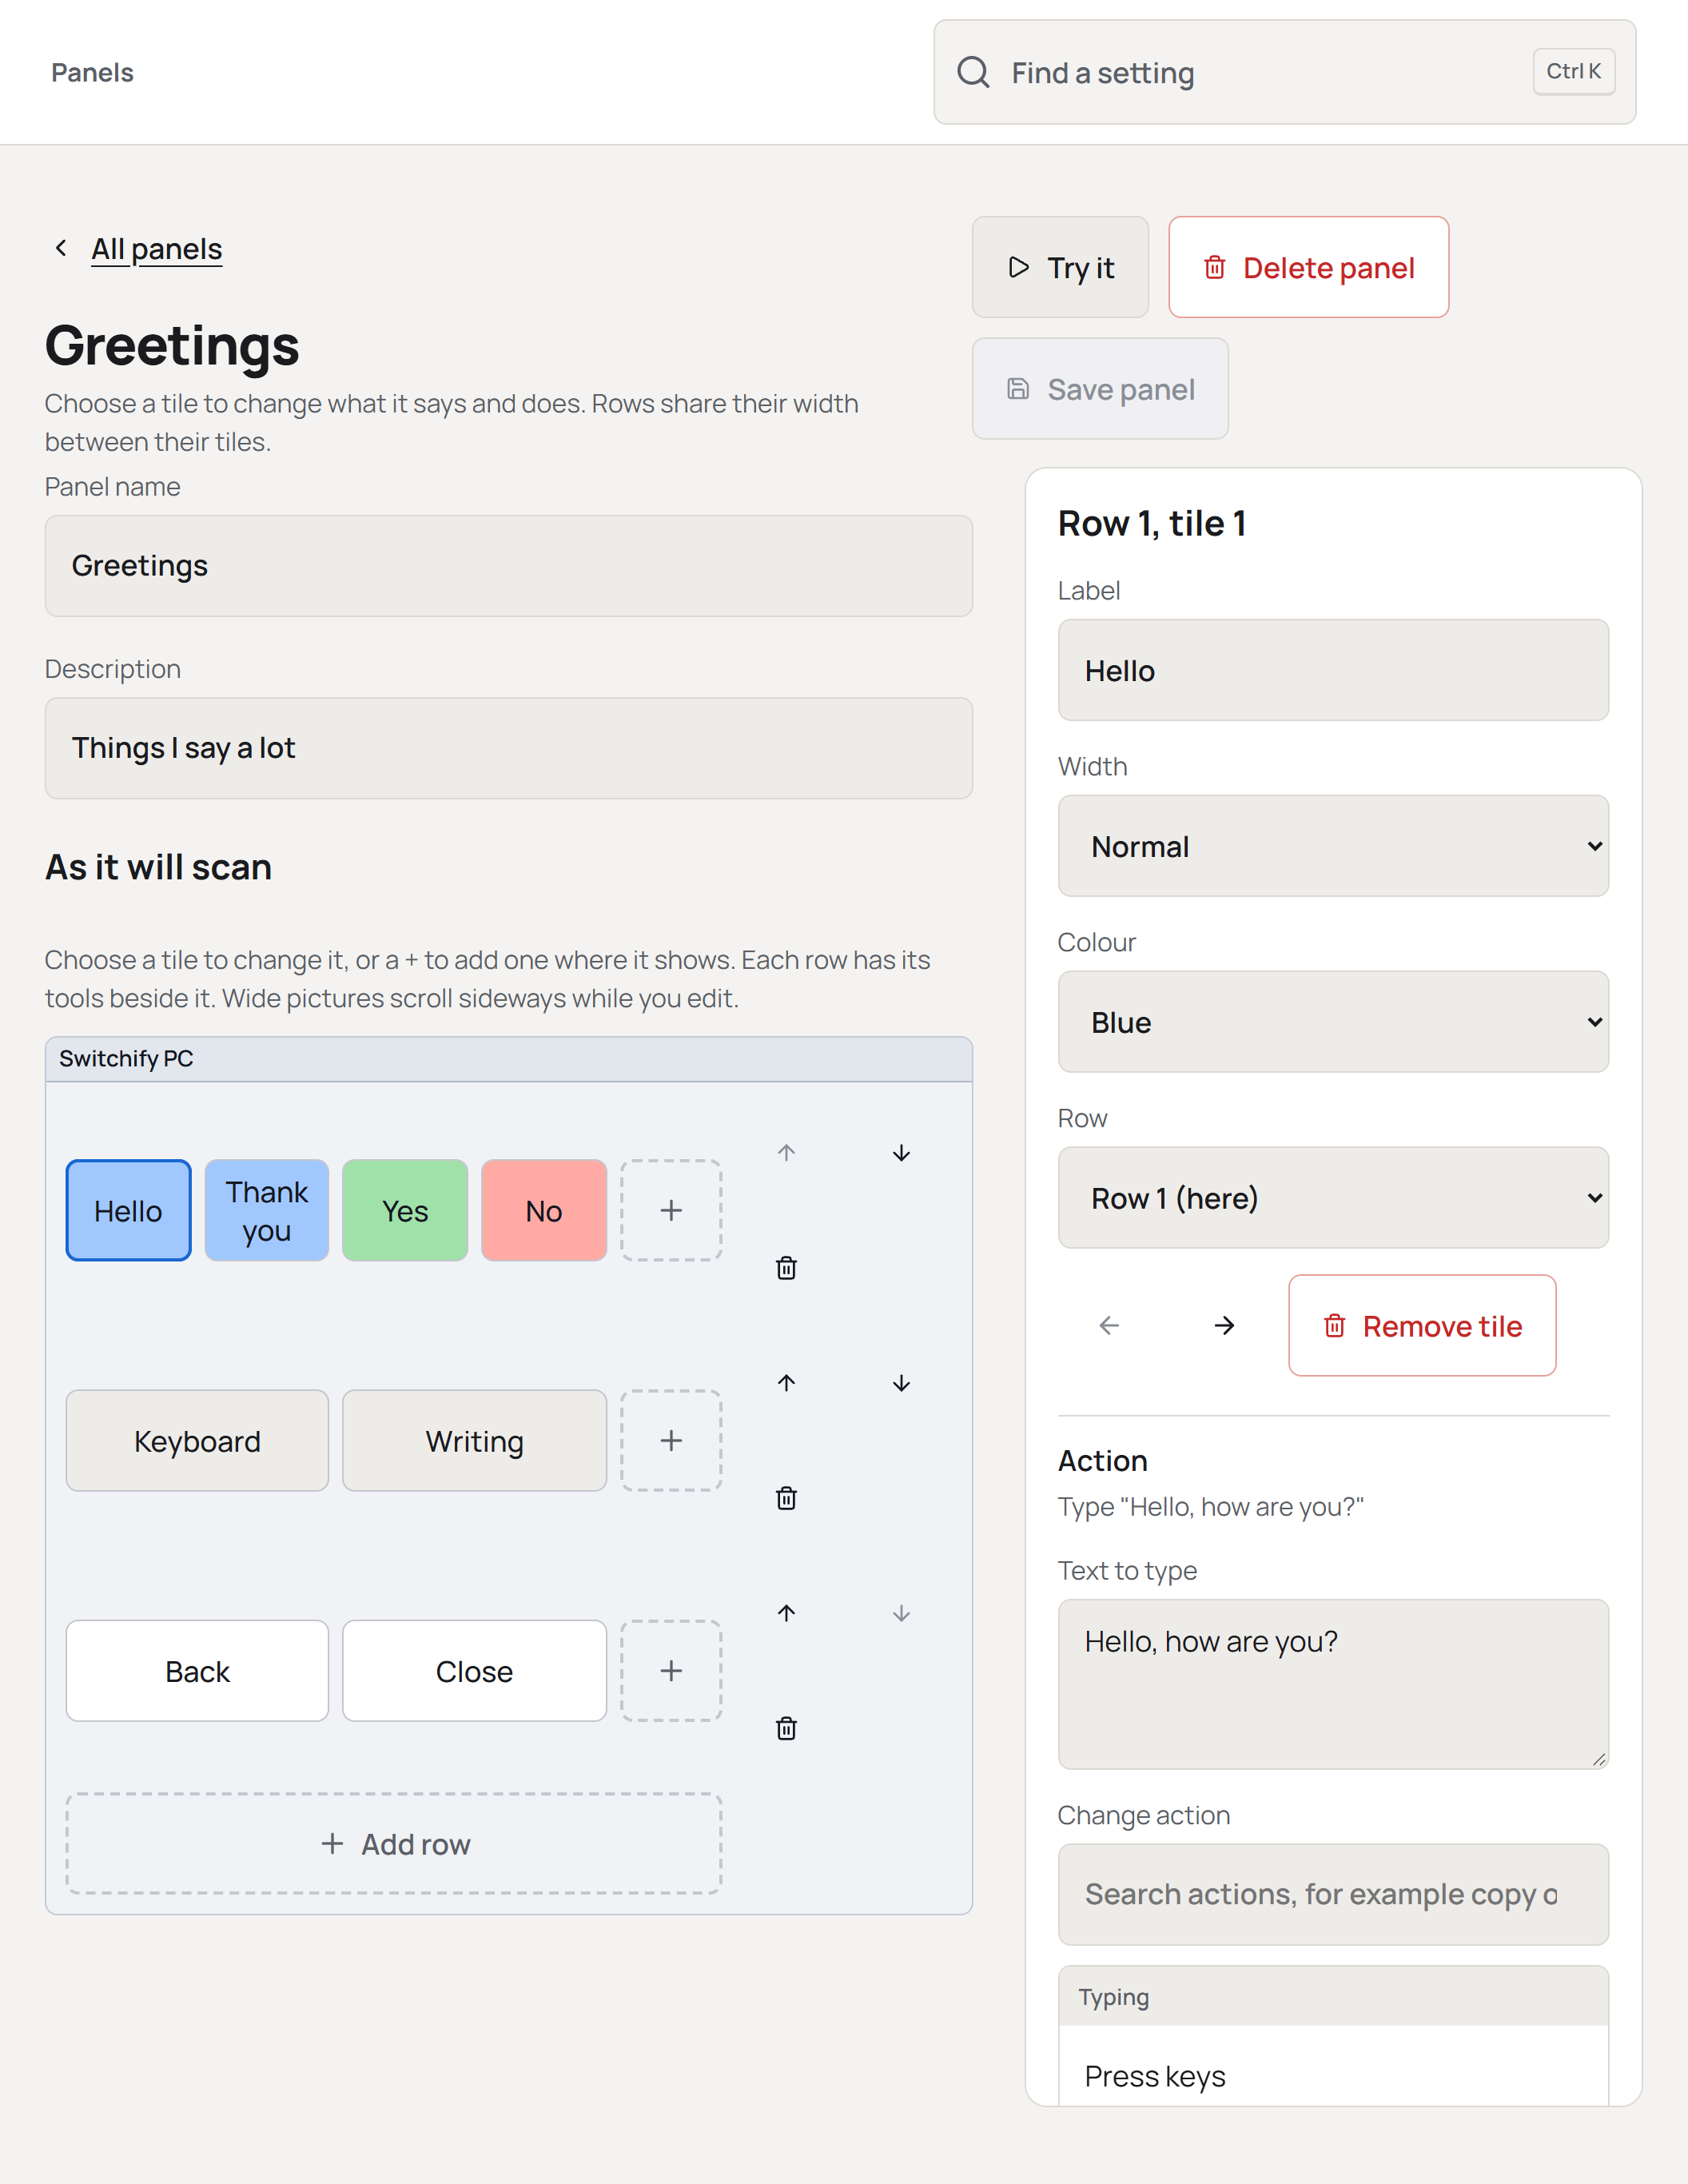 Panels
Find a setting
Ctrl K
All panels
Try it
Delete panel
Save panel
Greetings
Choose a tile to change what it says and does. Rows share their width
between their tiles.
Panel name
Greetings
Description
Things I say a lot
As it will scan
Choose a tile to change it, or a + to add one where it shows. Each row has its
tools beside it. Wide pictures scroll sideways while you edit.
Switchify PC
Hello
Thank
you
Yes
No
Keyboard
Writing
Back
Close
Add row
Row 1, tile 1
Label
Hello
Width
Normal
Colour
Blue
Row
Row 1 (here)
Remove tile
Action
Type "Hello, how are you?"
Text to type
Hello, how are you?
Change action
Search actions, for example copy o
Typing
Press keys